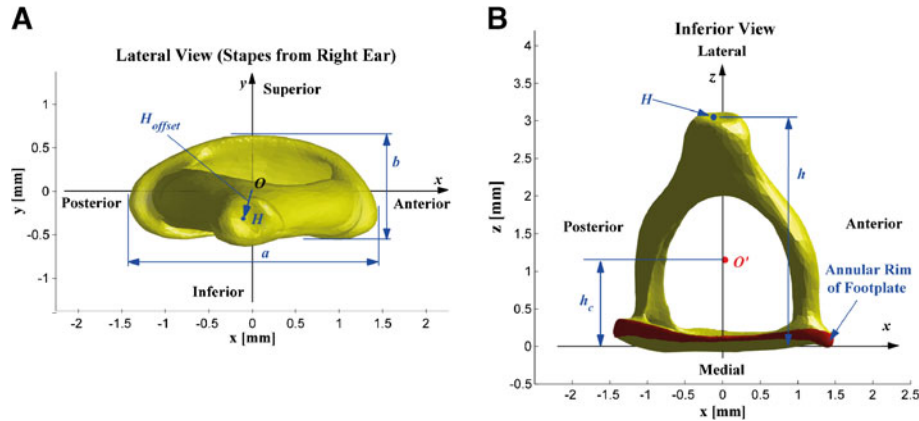 A
Lateral View (Stapes from Right Ear)
y
Superior
H_offset
1
0.5
0
-0.5
-1
y [mm]
O
H
b
x
Posterior
Anterior
a
Inferior
-2 -1.5 -1 -0.5 0 0.5 1 1.5 2
x [mm]
B
Inferior View
Lateral
z
H
4
3.5
3
2.5
2
1.5
1
0.5
0
-0.5
z [mm]
h
Posterior
Anterior
O'
h_c
Annular Rim
of Footplate
x
Medial
-2 -1.5 -1 -0.5 0 0.5 1 1.5 2 2.5
x [mm]